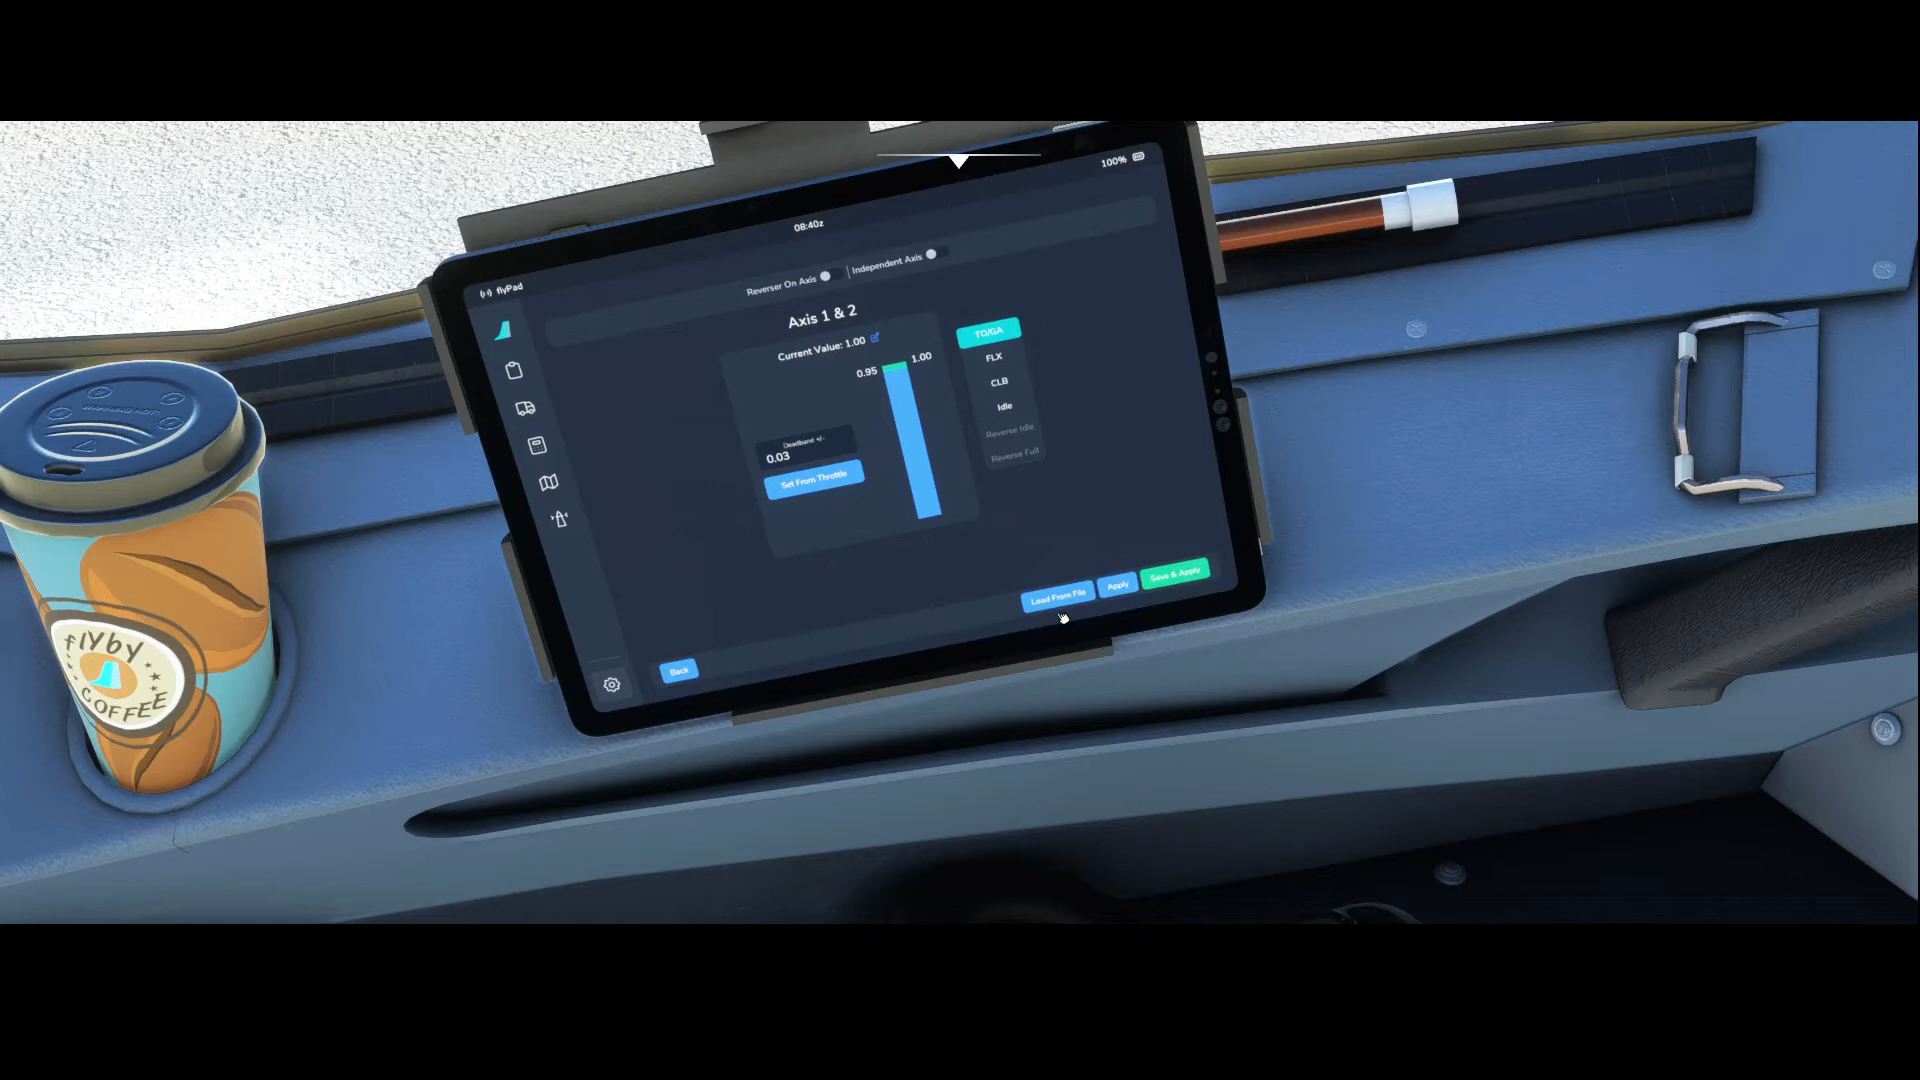 100%
08:40z
flyPad
Reverser On Axis
Independent Axis
Axis 1 & 2
Current Value: 1.00
0.95
1.00
Deadband +/-
0.03
Set From Throttle
TO/GA
FLX
CLB
Idle
Reverse Idle
Reverse Full
Load From File
Apply
Save & Apply
Back
WARNING HOT!
flyby
COFFEE